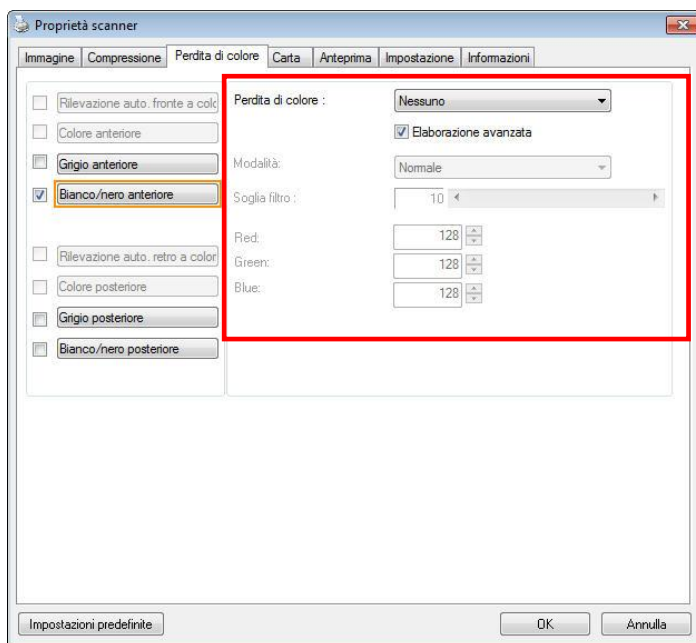 Proprietà scanner
Immagine Compressione Perdita di colore Carta Anteprima Impostazione Informazioni
Rilevazione auto. fronte a colo
Colore anteriore
Grigio anteriore
Bianco/nero anteriore
Rilevazione auto. retro a color
Colore posteriore
Grigio posteriore
Bianco/nero posteriore
Perdita di colore : Nessuno
Elaborazione avanzata
Modalità: Normale
Soglia filtro : 10
Red: 128
Green: 128
Blue: 128
Impostazioni predefinite OK Annulla